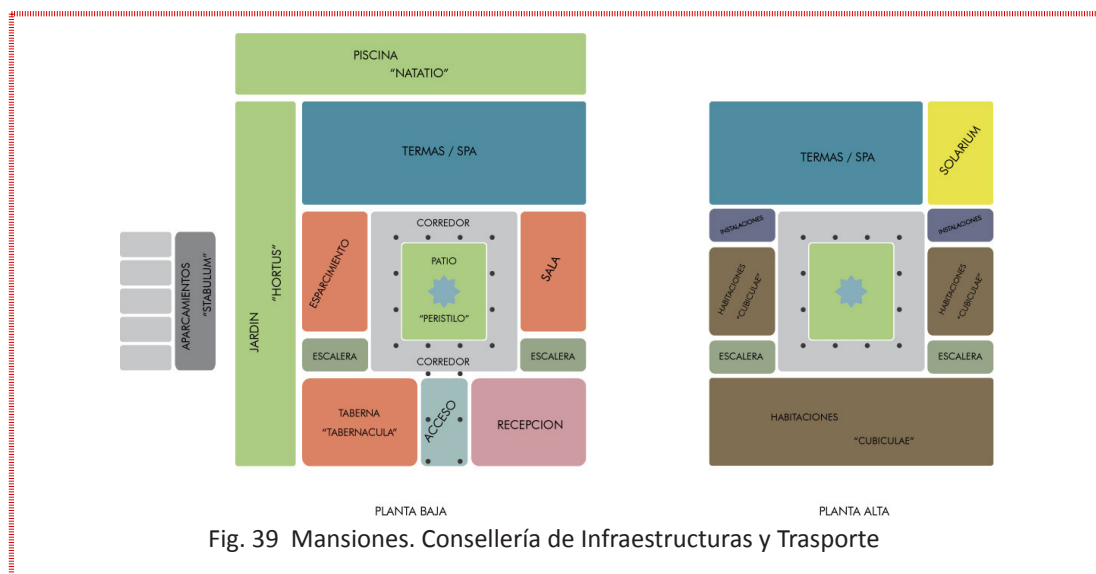 PISCINA
"NATATIO"
TERMAS / SPA
JARDIN
"HORTUS"
APARCAMIENTOS
"STABULUM"
ESPARCIMIENTO
CORREDOR
PATIO
"PERISTILO"
SALA
ESCALERA
CORREDOR
ESCALERA
TABERNA
"TABERNACULA"
ACCESO
RECEPCION
PLANTA BAJA
TERMAS / SPA
SOLARIUM
INSTALACIONES
INSTALACIONES
HABITACIONES
"CUBICULAE"
HABITACIONES
"CUBICULAE"
ESCALERA
ESCALERA
HABITACIONES
"CUBICULAE"
PLANTA ALTA
Fig. 39 Mansiones. Consellería de Infraestructuras y Trasporte